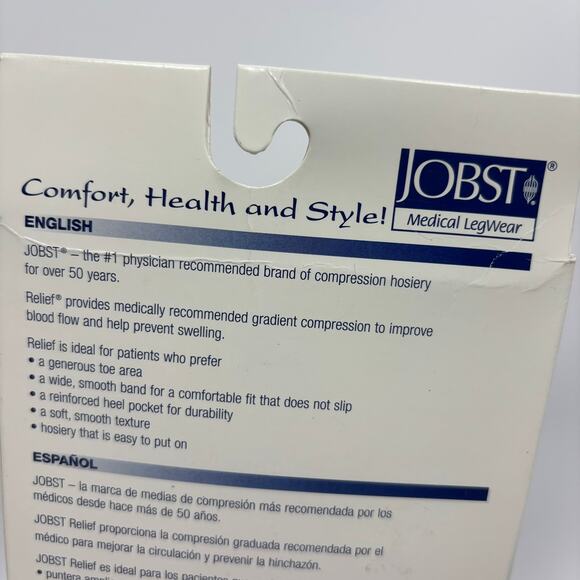 JOBST®
Medical LegWear
Comfort, Health and Style!
ENGLISH
JOBST® – the #1 physician recommended brand of compression hosiery
for over 50 years.
Relief® provides medically recommended gradient compression to improve
blood flow and help prevent swelling.
Relief is ideal for patients who prefer
• a generous toe area
• a wide, smooth band for a comfortable fit that does not slip
• a reinforced heel pocket for durability
• a soft, smooth texture
• hosiery that is easy to put on
ESPAÑOL
JOBST – la marca de medias de compresión más recomendada por los
médicos desde hace más de 50 años.
JOBST Relief proporciona la compresión graduada recomendada por el
médico para mejorar la circulación y prevenir la hinchazón.
JOBST Relief es ideal para los pacientes
• puntera